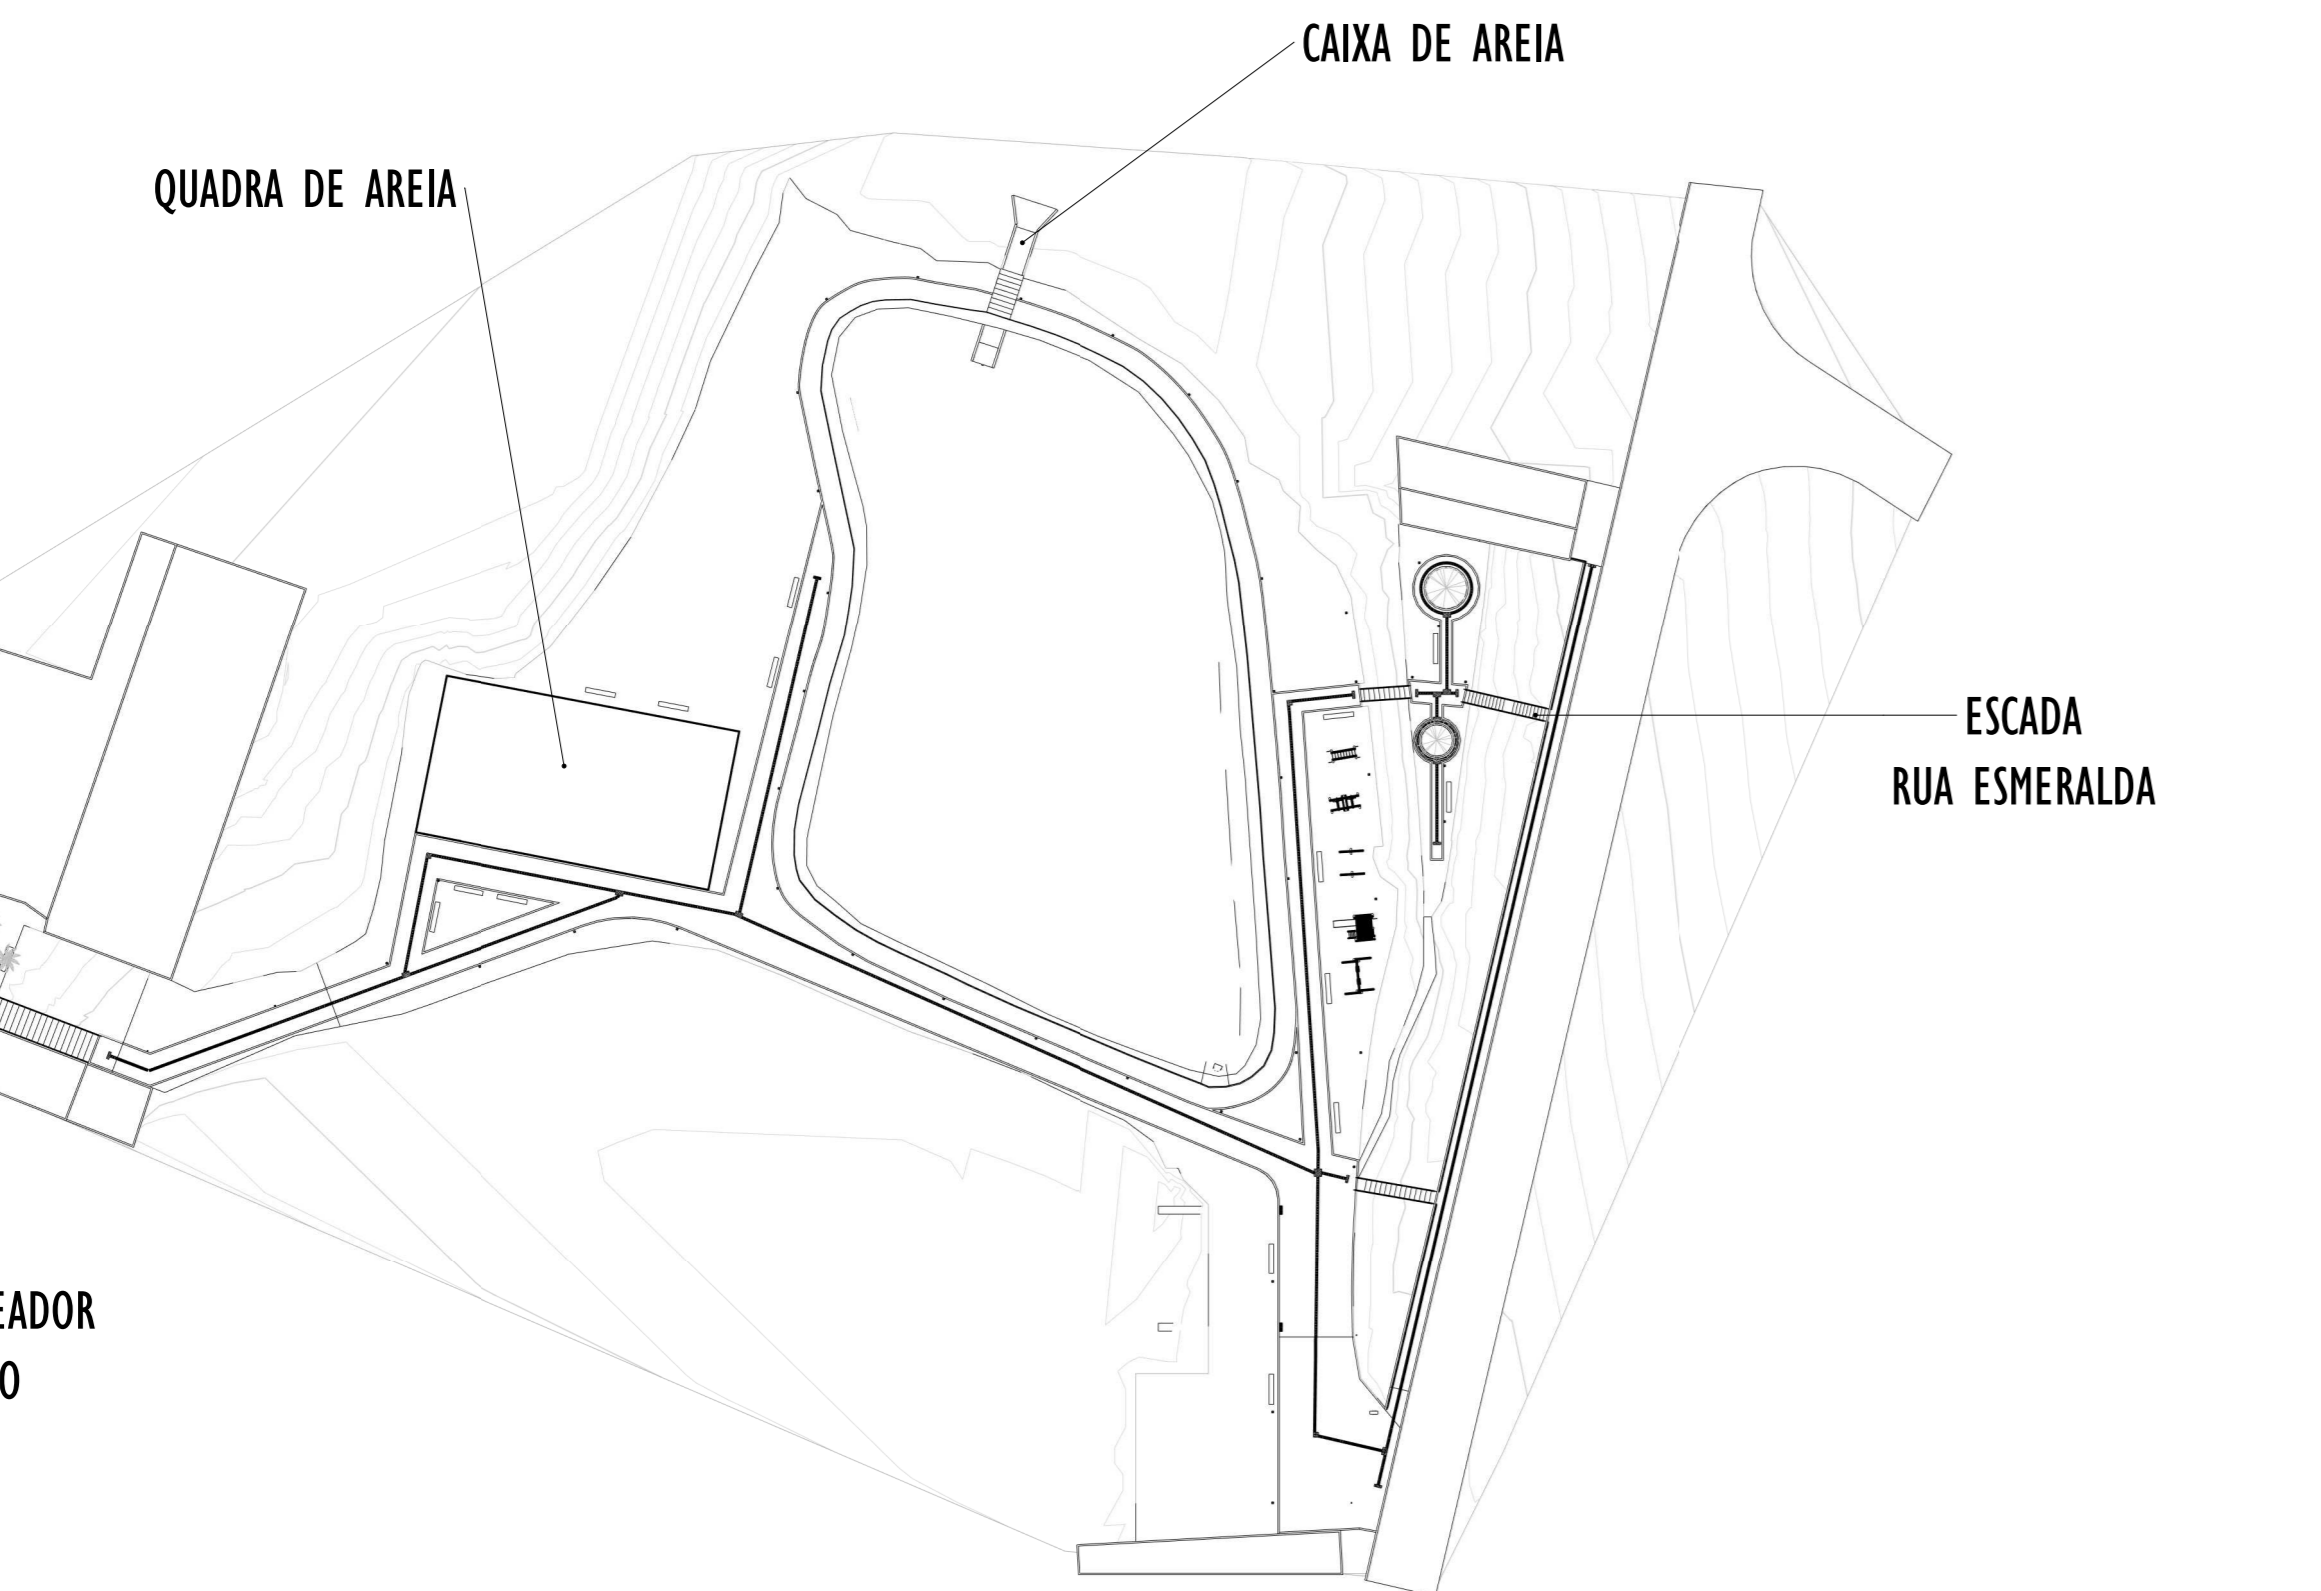 CAIXA DE AREIA
QUADRA DE AREIA
ESCADA
RUA ESMERALDA
EADOR
O